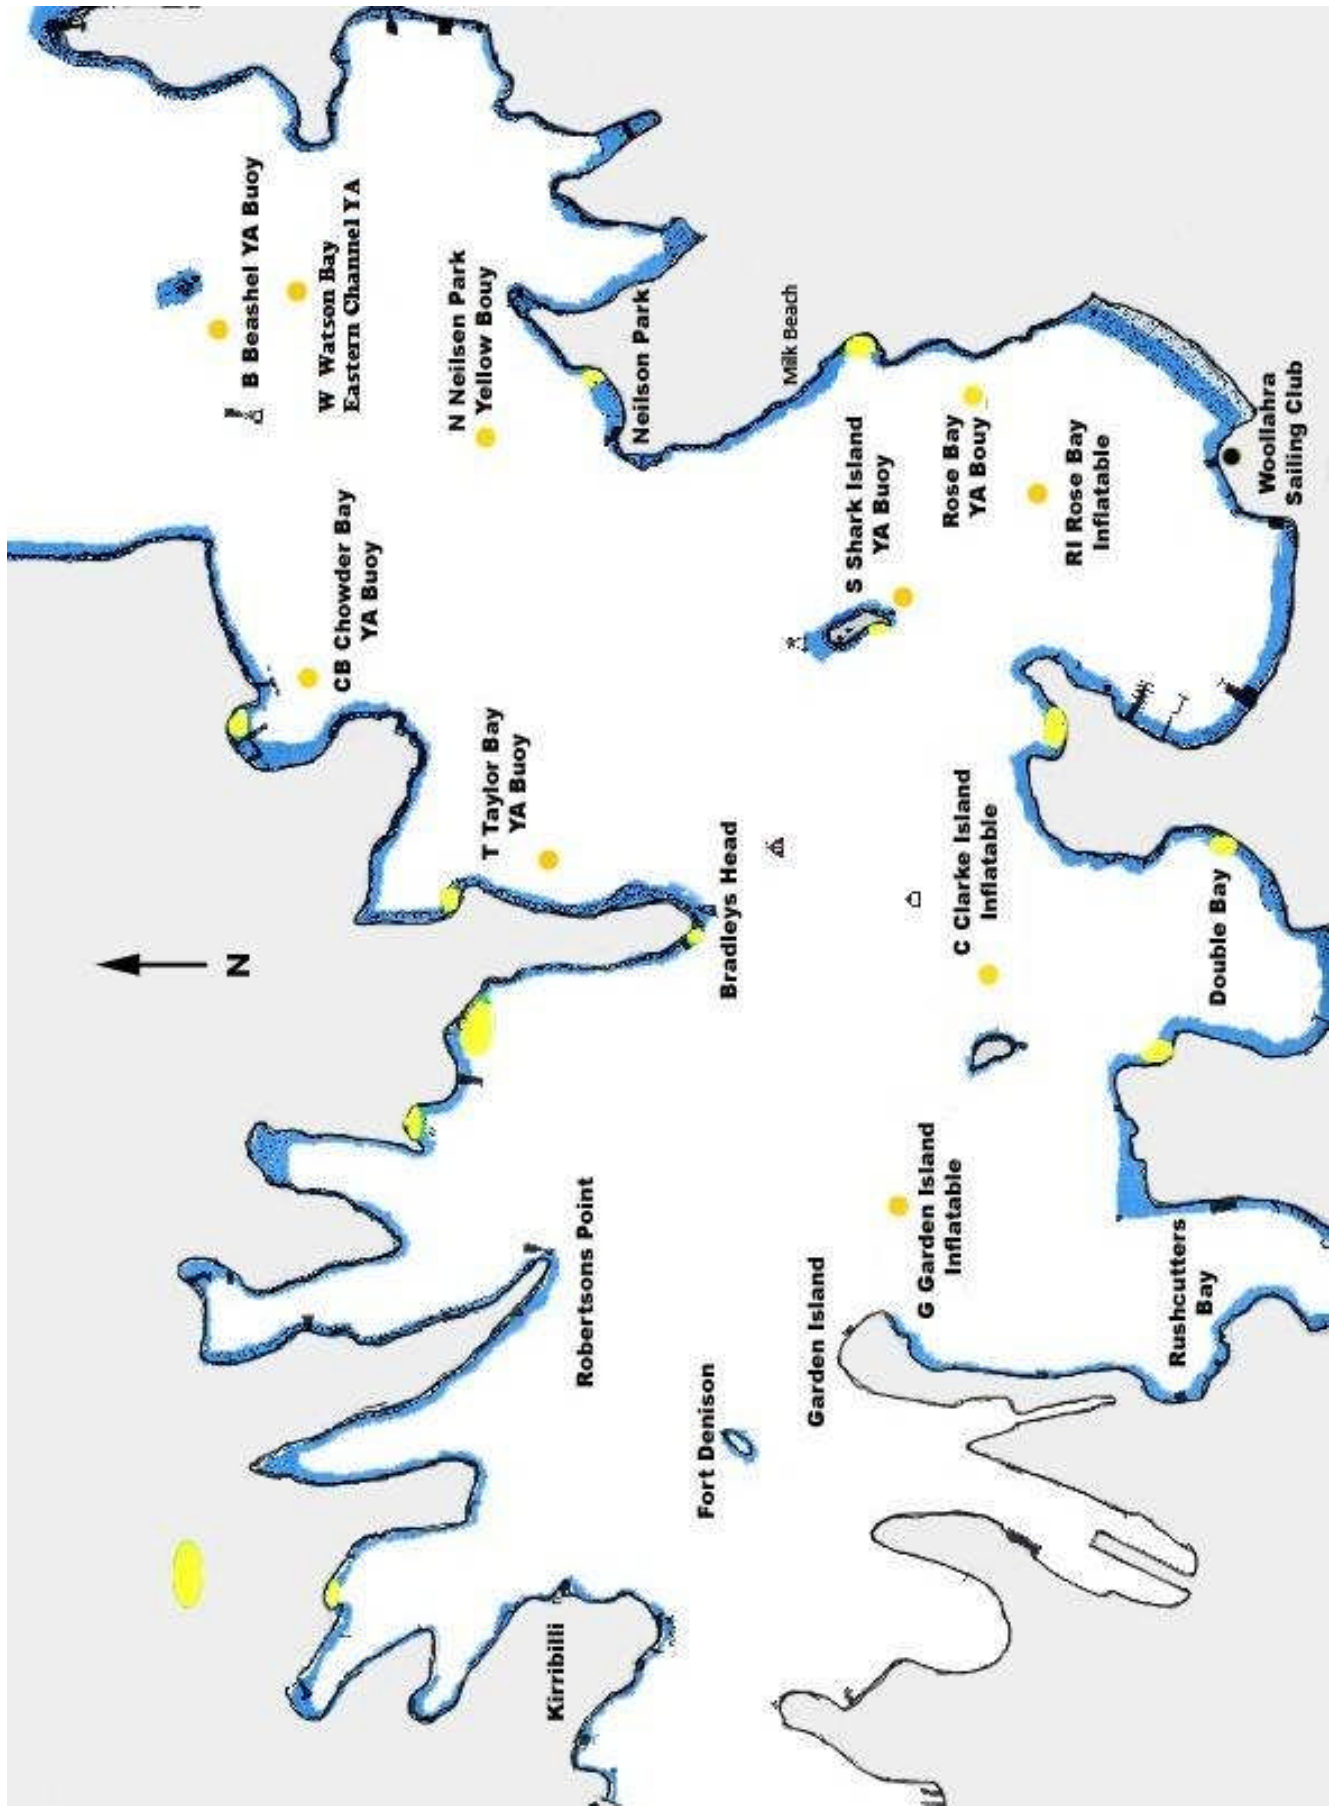 B Beashel YA Buoy
W Watson Bay
Eastern Channel YA
N Neilsen Park
Yellow Bouy
Neilson Park
Milk Beach
CB Chowder Bay
YA Buoy
S Shark Island
YA Buoy
Rose Bay
YA Bouy
RI Rose Bay
Inflatable
Woollahra
Sailing Club
T Taylor Bay
YA Buoy
Bradleys Head
C Clarke Island
Inflatable
Double Bay
N
Robertsons Point
G Garden Island
Inflatable
Garden Island
Rushcutters
Bay
Fort Denison
Kirribilli